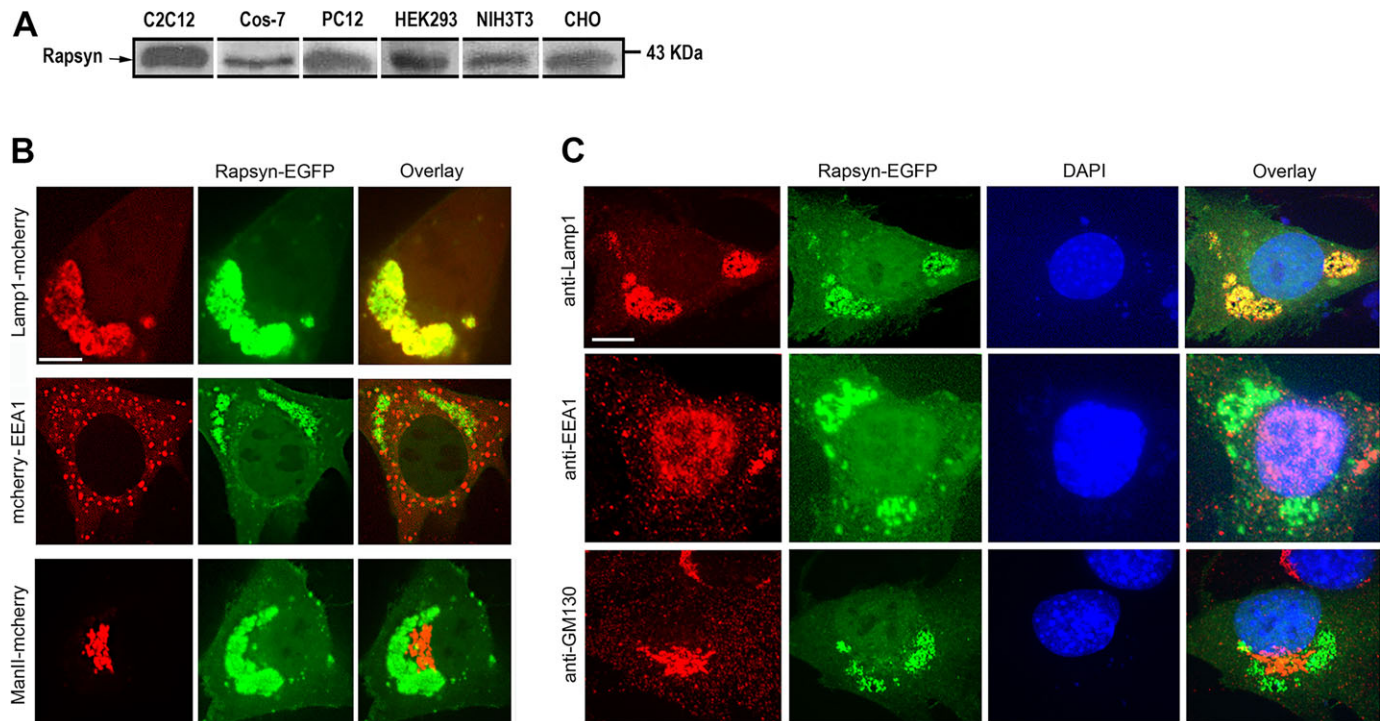 A
C2C12 Cos-7 PC12 HEK293 NIH3T3 CHO
Rapsyn
43 KDa
B
Rapsyn-EGFP Overlay
Lamp1-mcherry
mcherry-EEA1
ManII-mcherry
C
Rapsyn-EGFP DAPI Overlay
anti-Lamp1
anti-EEA1
anti-GM130